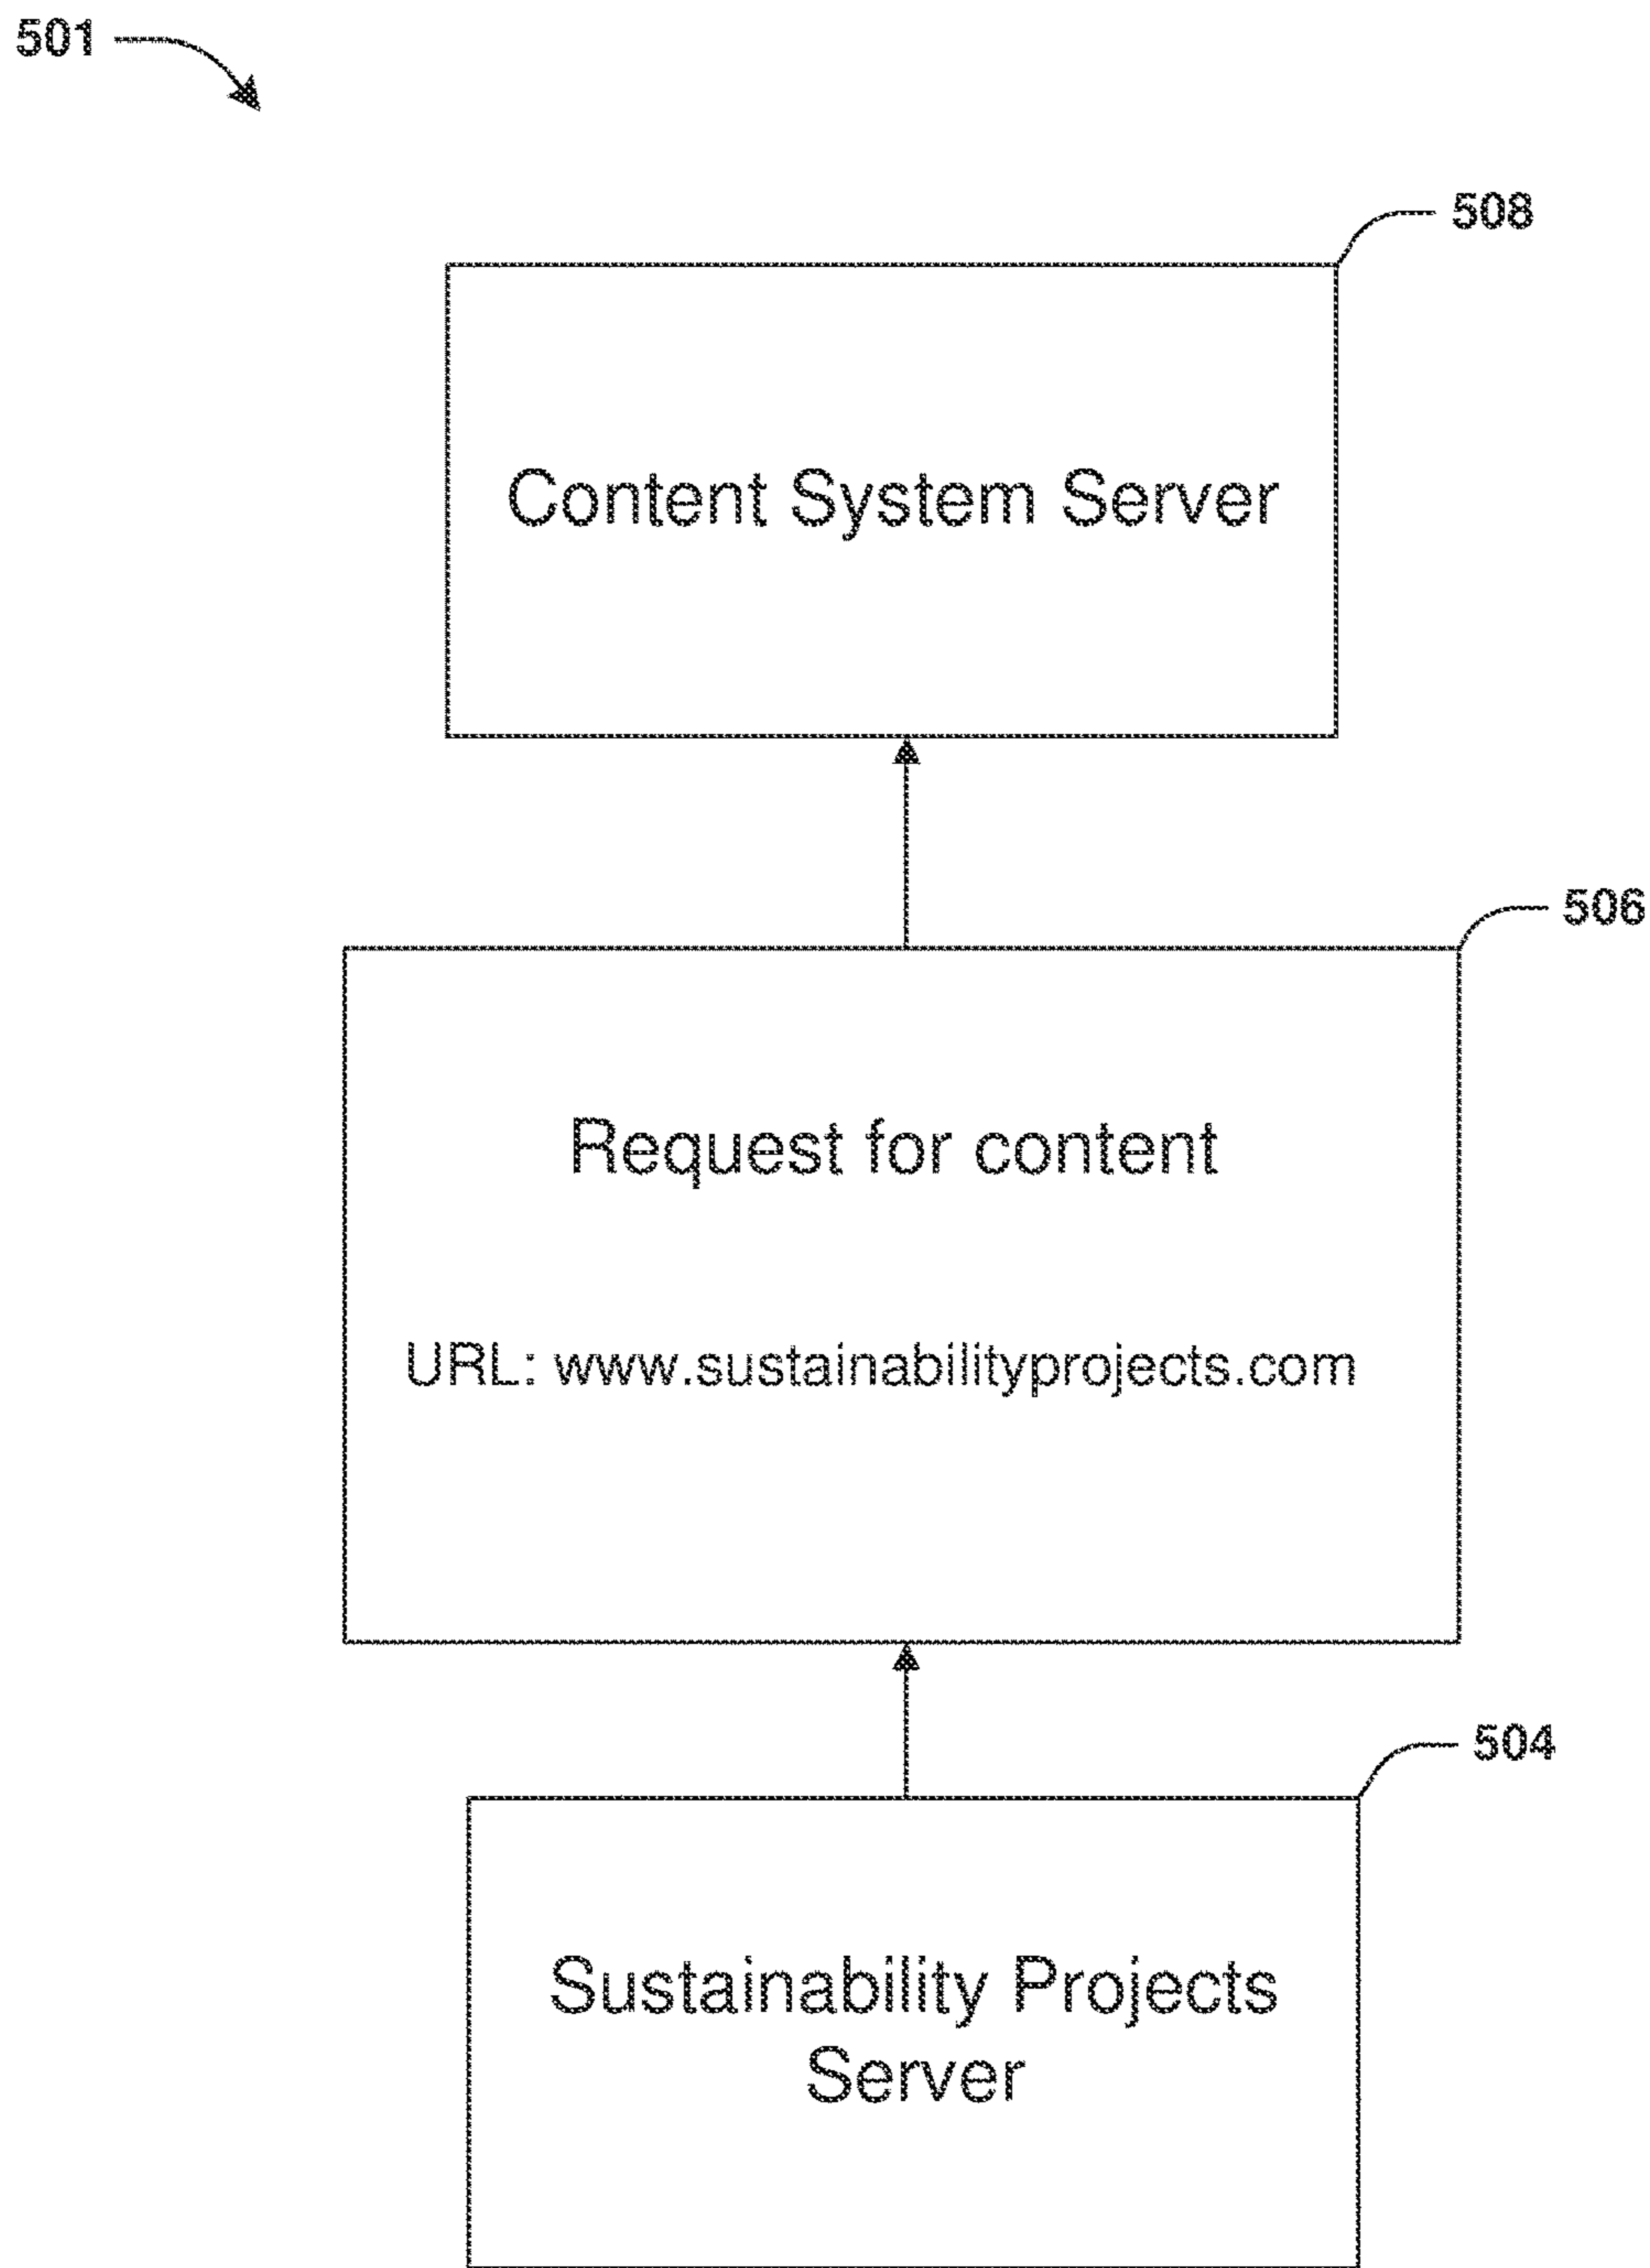 501
508
Content System Server
506
Request for content
URL: www.sustainabilityprojects.com
504
Sustainability Projects
Server